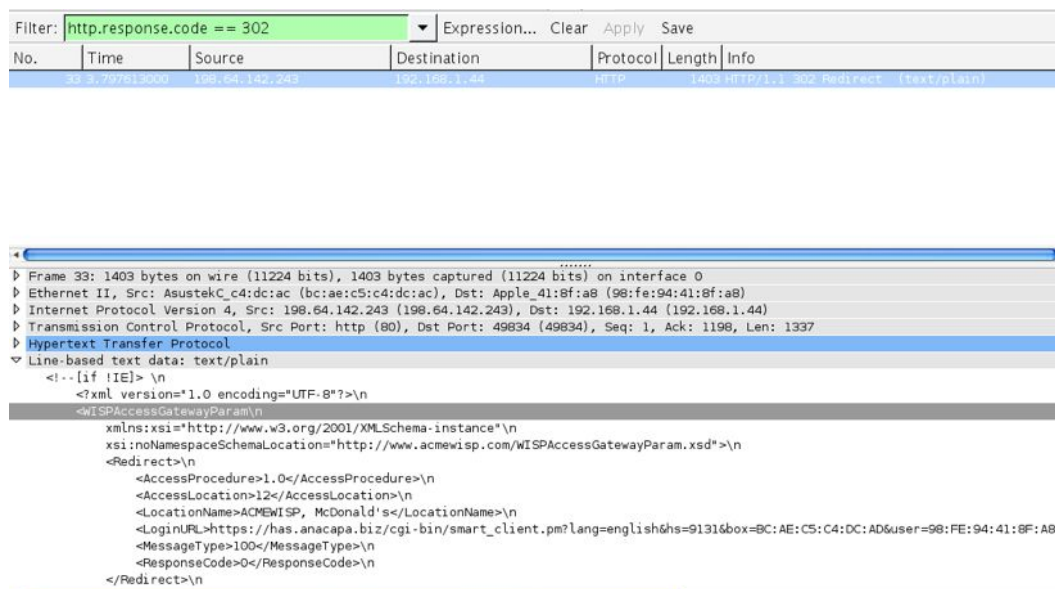 Filter: http.response.code == 302 Expression... Clear Apply Save
No. Time Source Destination Protocol Length Info
33 3.797613000 198.64.142.243 192.168.1.44 HTTP 1403 HTTP/1.1 302 Redirect (text/plain)
Frame 33: 1403 bytes on wire (11224 bits), 1403 bytes captured (11224 bits) on interface 0
Ethernet II, Src: AsustekC_c4:dc:ac (bc:ae:c5:c4:dc:ac), Dst: Apple_41:8f:a8 (98:fe:94:41:8f:a8)
Internet Protocol Version 4, Src: 198.64.142.243 (198.64.142.243), Dst: 192.168.1.44 (192.168.1.44)
Transmission Control Protocol, Src Port: http (80), Dst Port: 49834 (49834), Seq: 1, Ack: 1198, Len: 1337
Hypertext Transfer Protocol
Line-based text data: text/plain
<!--[if !IE]> \n
<?xml version="1.0 encoding="UTF-8"?>\n
<WISPAccessGatewayParam\n
xmlns:xsi="http://www.w3.org/2001/XMLSchema-instance"\n
xsi:noNamespaceSchemaLocation="http://www.acmewisp.com/WISPAccessGatewayParam.xsd">\n
<Redirect>\n
<AccessProcedure>1.0</AccessProcedure>\n
<AccessLocation>12</AccessLocation>\n
<LocationName>ACMEWISP, McDonald's</LocationName>\n
<LoginURL>https://has.anacapa.biz/cgi-bin/smart_client.pm?lang=english&hs=9131&box=BC:AE:C5:C4:DC:AD&user=98:FE:94:41:8F:A8
<MessageType>100</MessageType>\n
<ResponseCode>0</ResponseCode>\n
</Redirect>\n